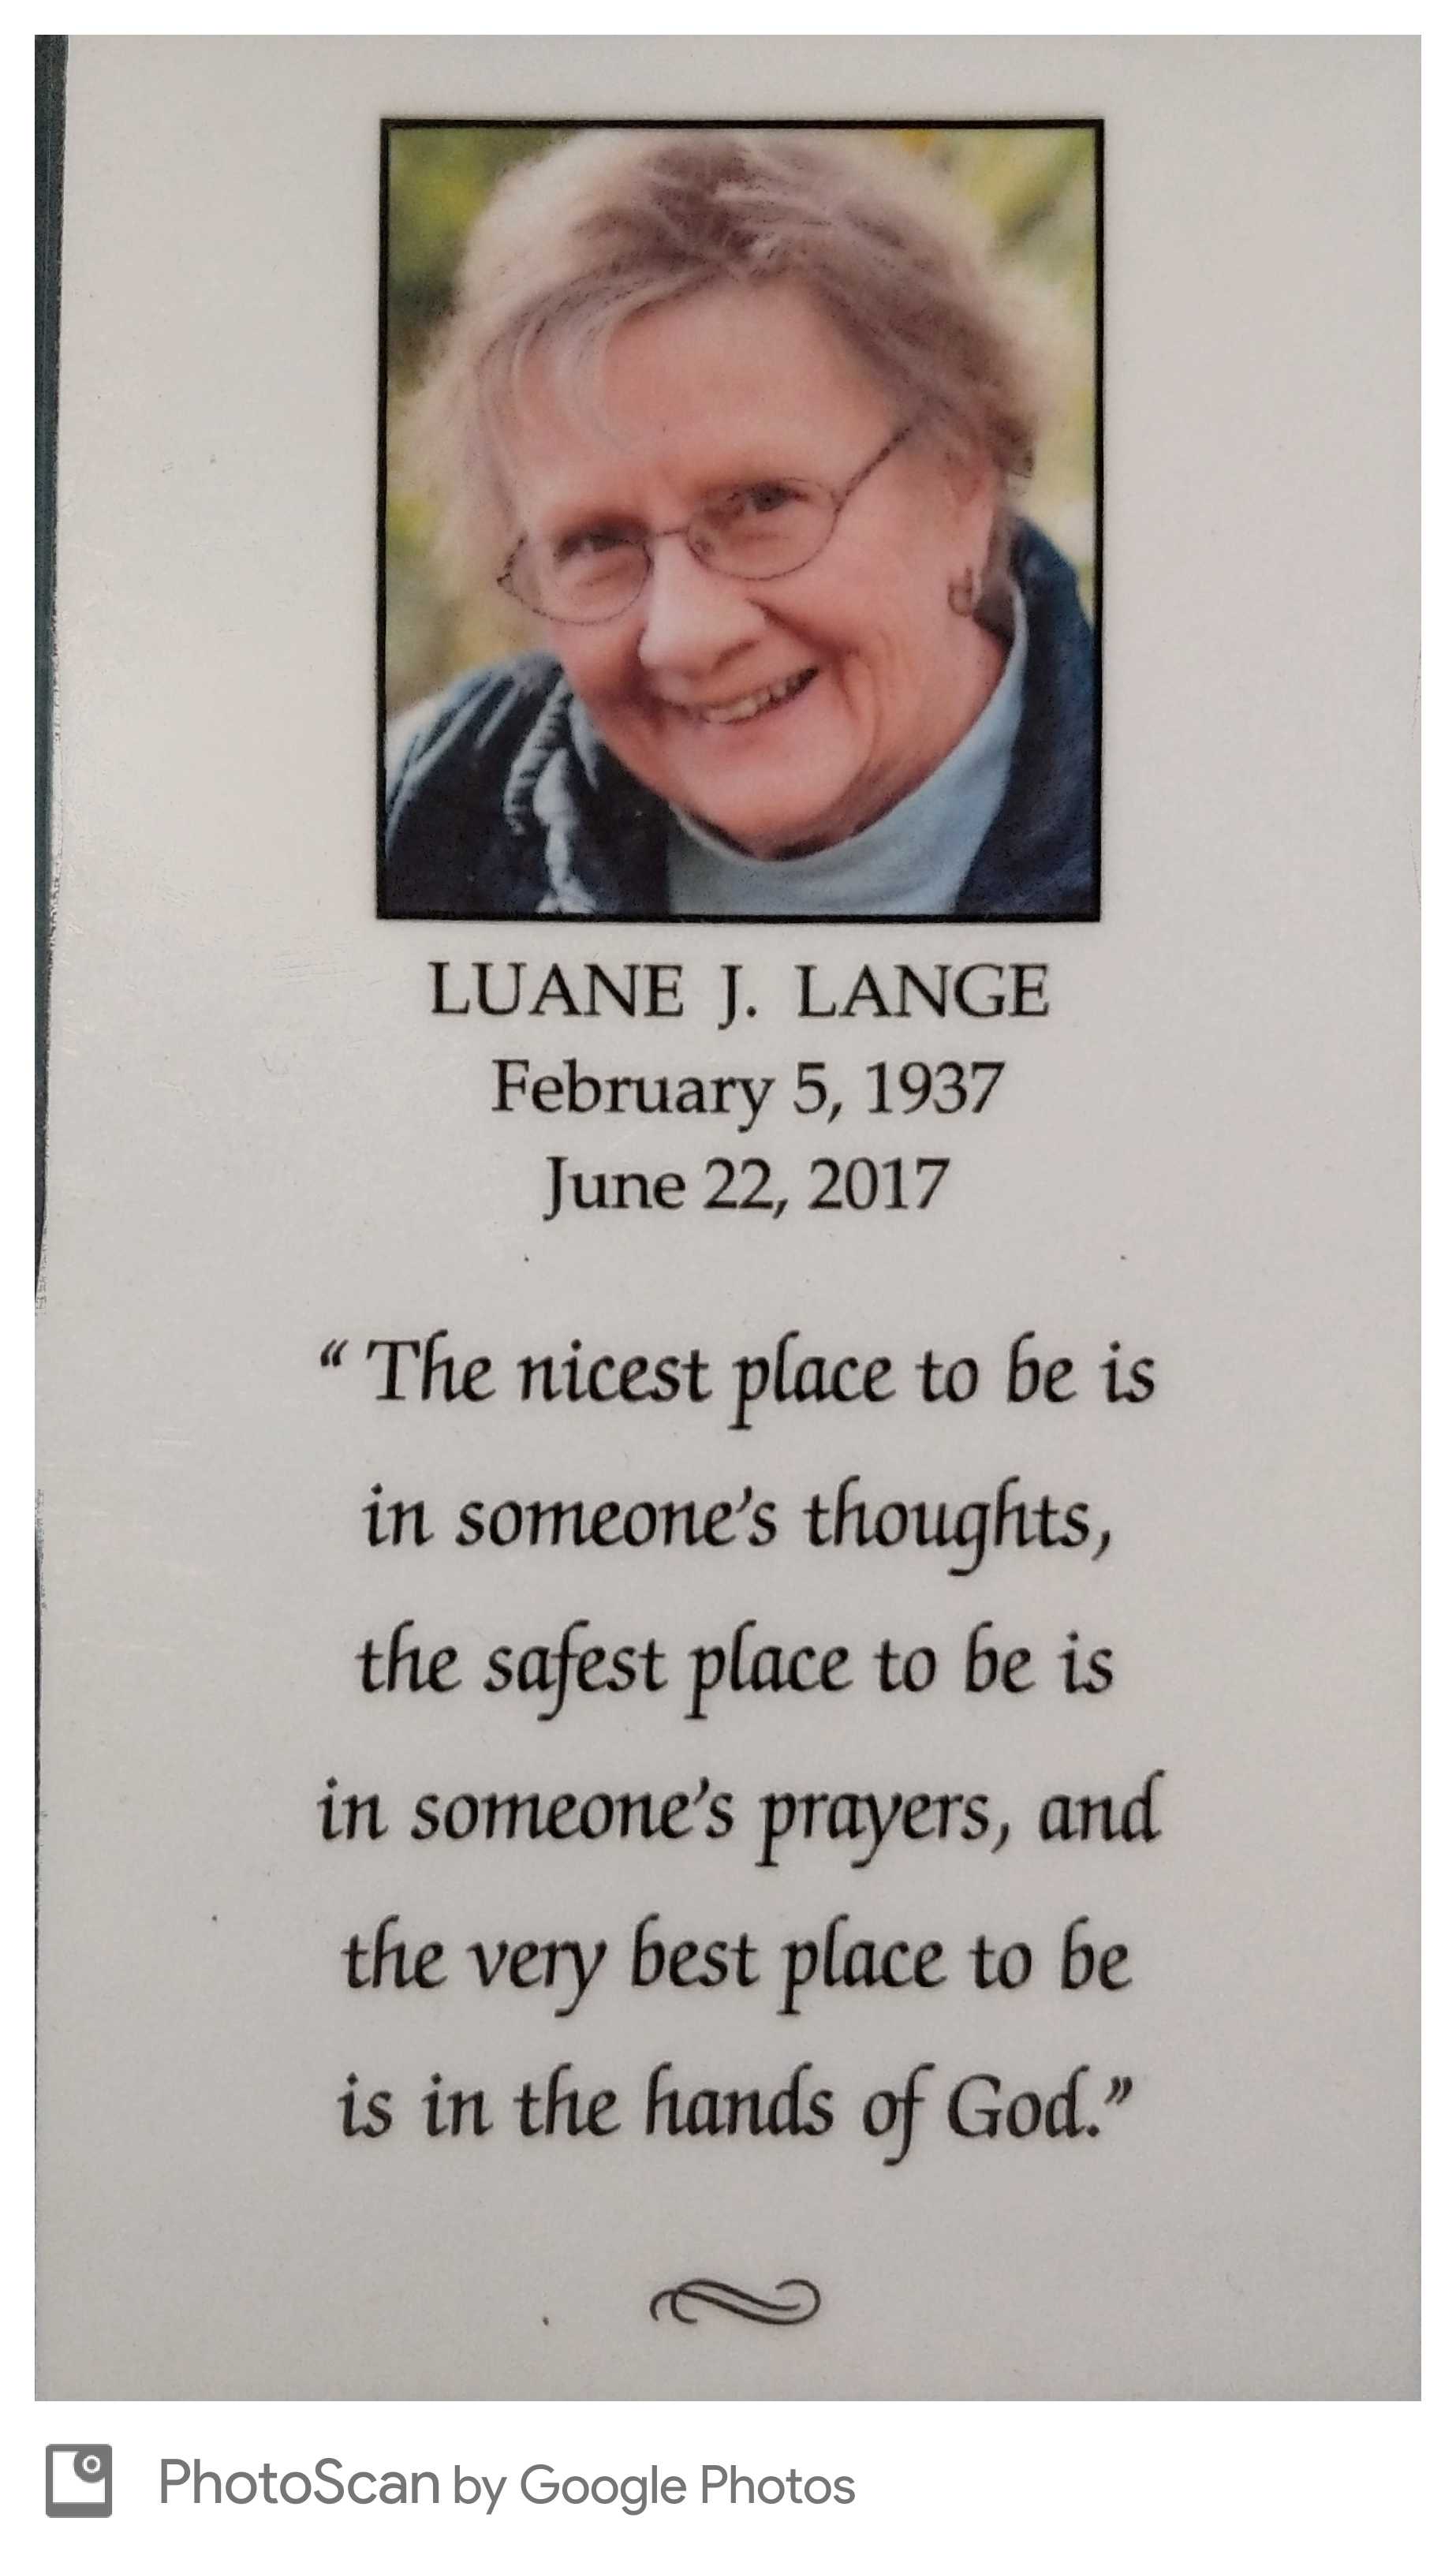 LUANE J. LANGE
February 5, 1937
June 22, 2017
“ The nicest place to be is
in someone’s thoughts,
the safest place to be is
in someone’s prayers, and
the very best place to be
is in the hands of God.”
PhotoScan by Google Photos